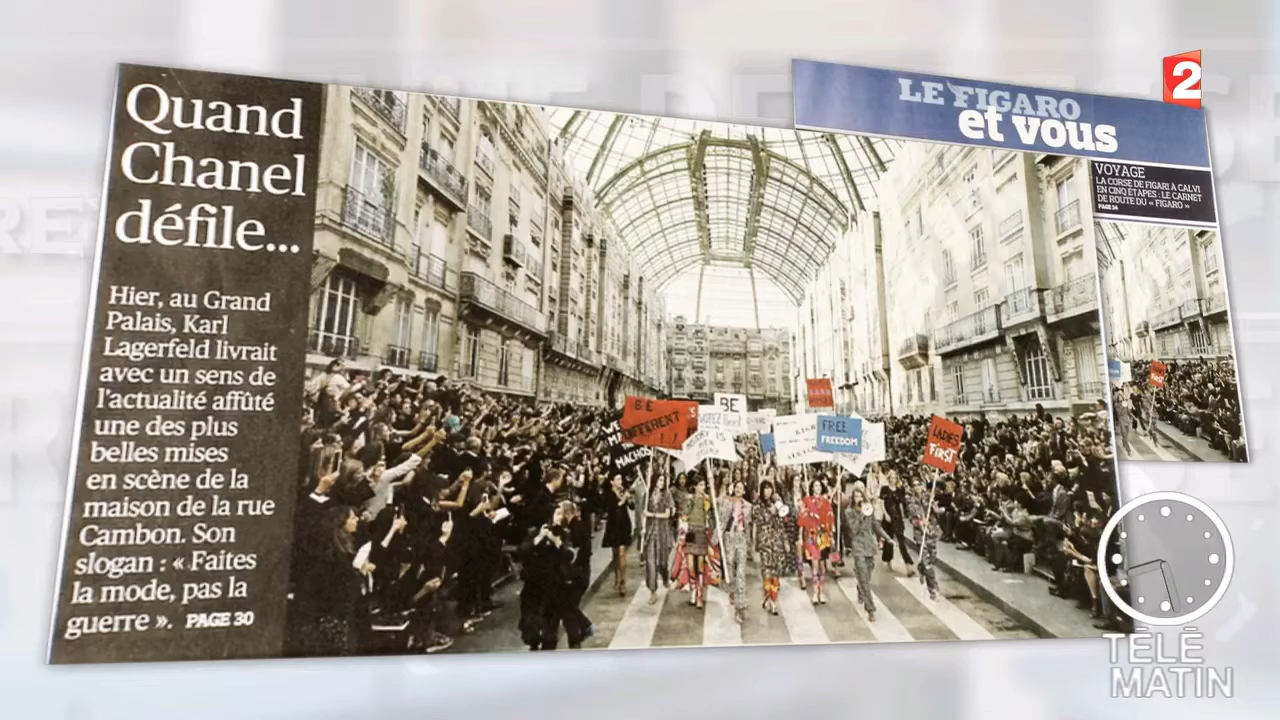 Quand
Chanel
défile...
Hier, au Grand
Palais, Karl
Lagerfeld livrait
avec un sens de
l'actualité affûté
une des plus
belles mises
en scène de la
maison de la rue
Cambon. Son
slogan : « Faites
la mode, pas la
guerre ». PAGE 30
LE FIGARO
et vous
2
VOYAGE
LA CORSE DE FIGARI À CALVI
EN CINQ ÉTAPES : LE CARNET
DE ROUTE DU « FIGARO »
BE
DIFFERENT
!!
BE
VOTEZ
FREE
FREEDOM
LADIES
FIRST
MACHOS
TÉLÉ
MATIN